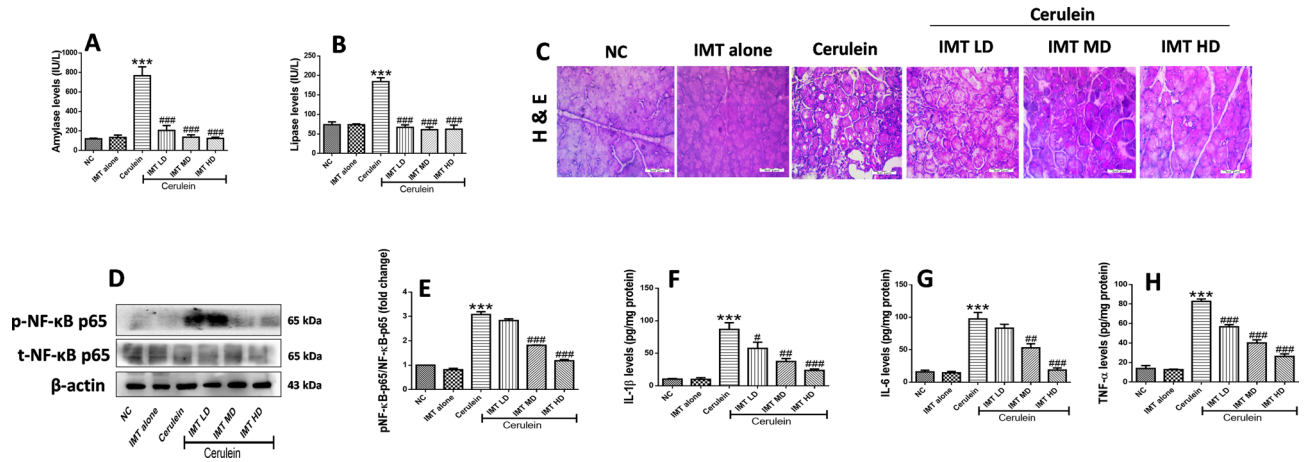 A
Amylase levels (IU/L)
1000
800
600
400
200
0
***
###
###
###
NC
IMT alone
Cerulein
IMT LD
IMT MD
IMT HD
Cerulein
B
Lipase levels (IU/L)
250
200
150
100
50
0
***
###
###
###
NC
IMT alone
Cerulein
IMT LD
IMT MD
IMT HD
Cerulein
C
Cerulein
NC
IMT alone
Cerulein
IMT LD
IMT MD
IMT HD
H & E
D
p-NF-κB p65
65 kDa
t-NF-κB p65
65 kDa
β-actin
43 kDa
NC
IMT alone
Cerulein
IMT LD
IMT MD
IMT HD
Cerulein
E
pNF-κB-p65/NF-κB-p65 (fold change)
4
3
2
1
0
***
###
###
NC
IMT alone
Cerulein
IMT LD
IMT MD
IMT HD
Cerulein
F
IL-1β levels (pg/mg protein)
150
100
50
0
***
#
##
###
NC
IMT alone
Cerulein
IMT LD
IMT MD
IMT HD
Cerulein
G
IL-6 levels (pg/mg protein)
150
100
50
0
***
##
###
NC
IMT alone
Cerulein
IMT LD
IMT MD
IMT HD
Cerulein
H
TNF-α levels (pg/mg protein)
100
80
60
40
20
0
***
###
###
###
NC
IMT alone
Cerulein
IMT LD
IMT MD
IMT HD
Cerulein